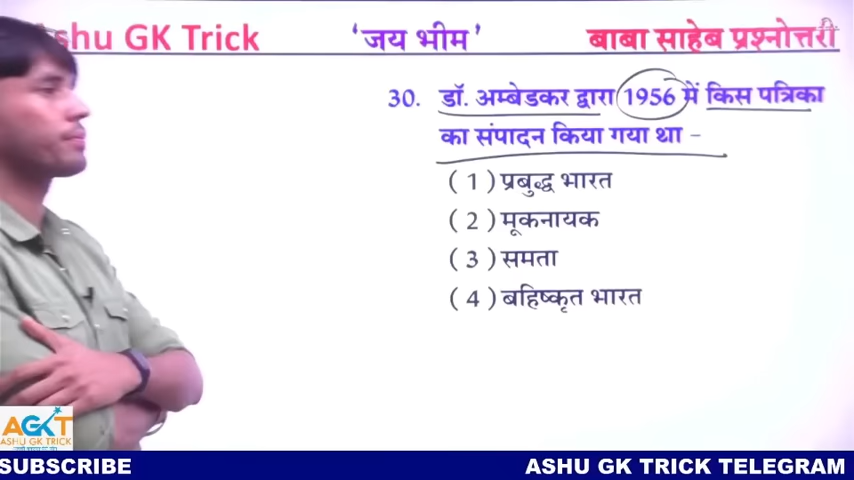 Ashu GK Trick
'जय भीम'
बाबा साहेब प्रश्नोत्तरी
30. डॉ. अम्बेडकर द्वारा 1956 में किस पत्रिका
का संपादन किया गया था -
(1) प्रबुद्ध भारत
(2) मूकनायक
(3) समता
(4) बहिष्कृत भारत
AGKT
ASHU GK TRICK
SUBSCRIBE
ASHU GK TRICK TELEGRAM